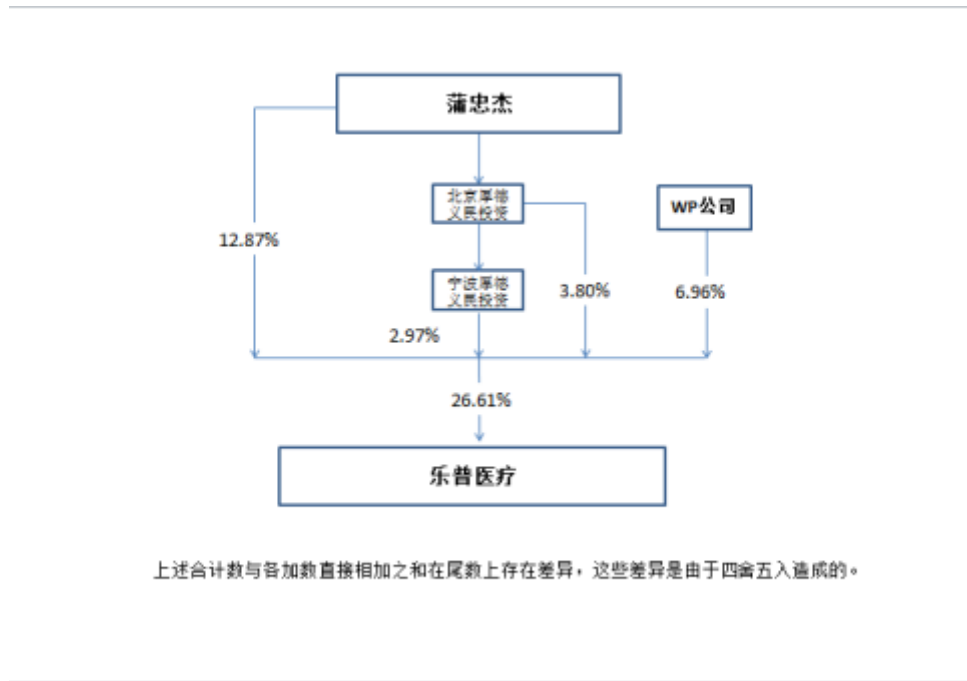 蒲忠杰
北京厚德
义民投资
WP公司
12.87%
宁波厚德
义民投资
3.80%
6.96%
2.97%
26.61%
乐普医疗
上述合计数与各加数直接相加之和在尾数上存在差异，这些差异是由于四舍五入造成的。